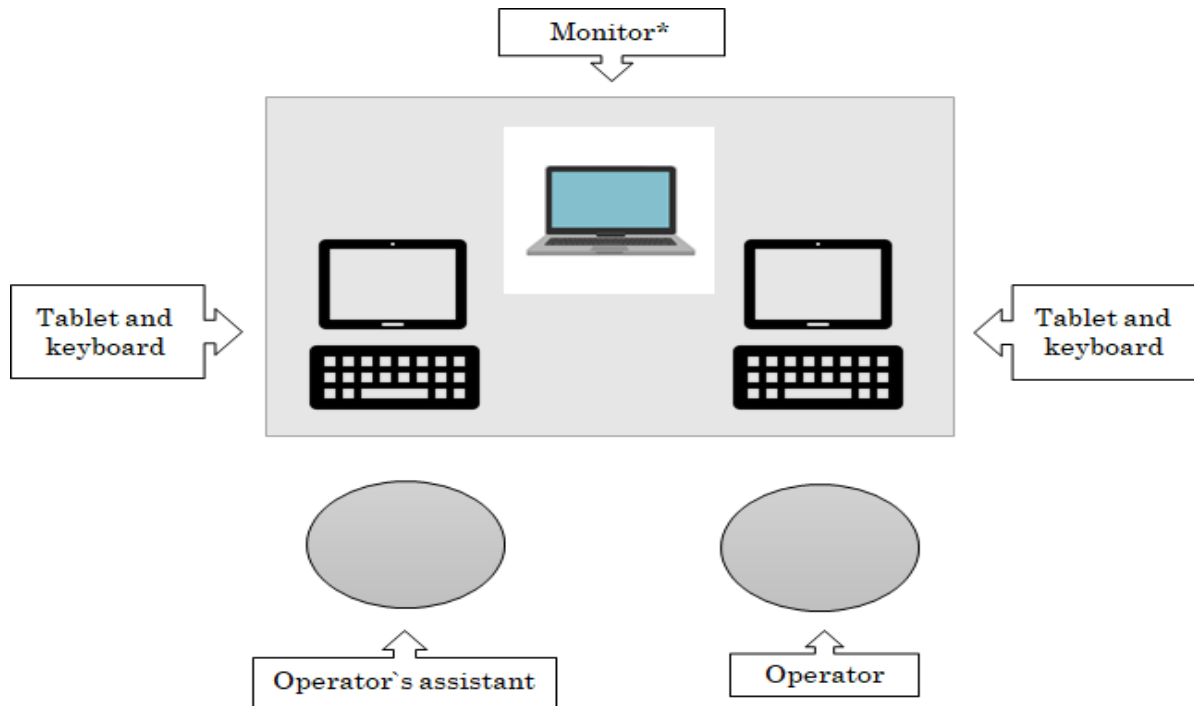 Monitor*
Tablet and
keyboard
Tablet and
keyboard
Operator`s assistant
Operator